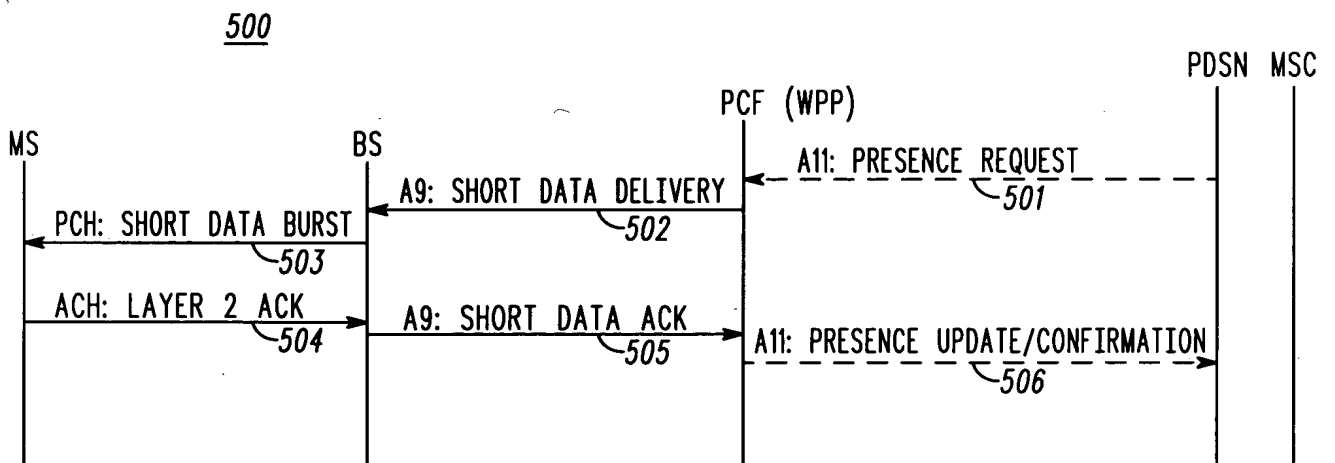 500
PDSN MSC
PCF (WPP)
MS
BS
A11: PRESENCE REQUEST
501
A9: SHORT DATA DELIVERY
502
PCH: SHORT DATA BURST
503
ACH: LAYER 2 ACK
504
A9: SHORT DATA ACK
505
A11: PRESENCE UPDATE/CONFIRMATION
506